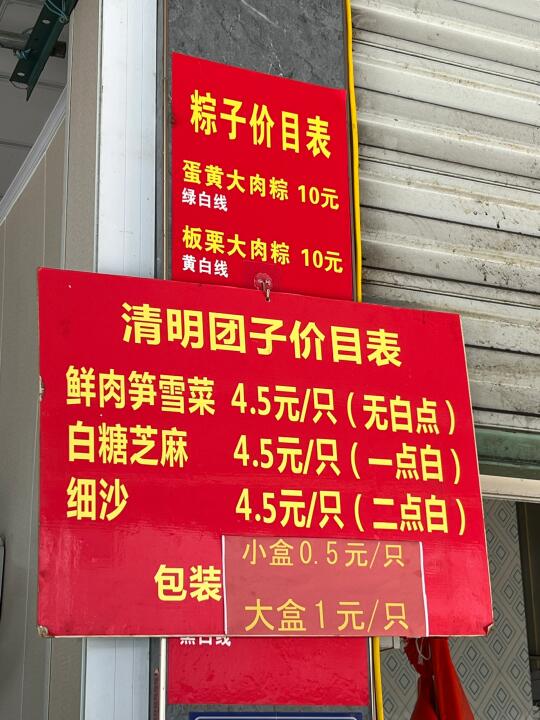 粽子价目表
蛋黄大肉粽 10元
绿白线
板栗大肉粽 10元
黄白线
清明团子价目表
鲜肉笋雪菜 4.5元/只（无白点）
白糖芝麻 4.5元/只（一点白）
细沙 4.5元/只（二点白）
包装 小盒0.5元/只
大盒1元/只
黑白线